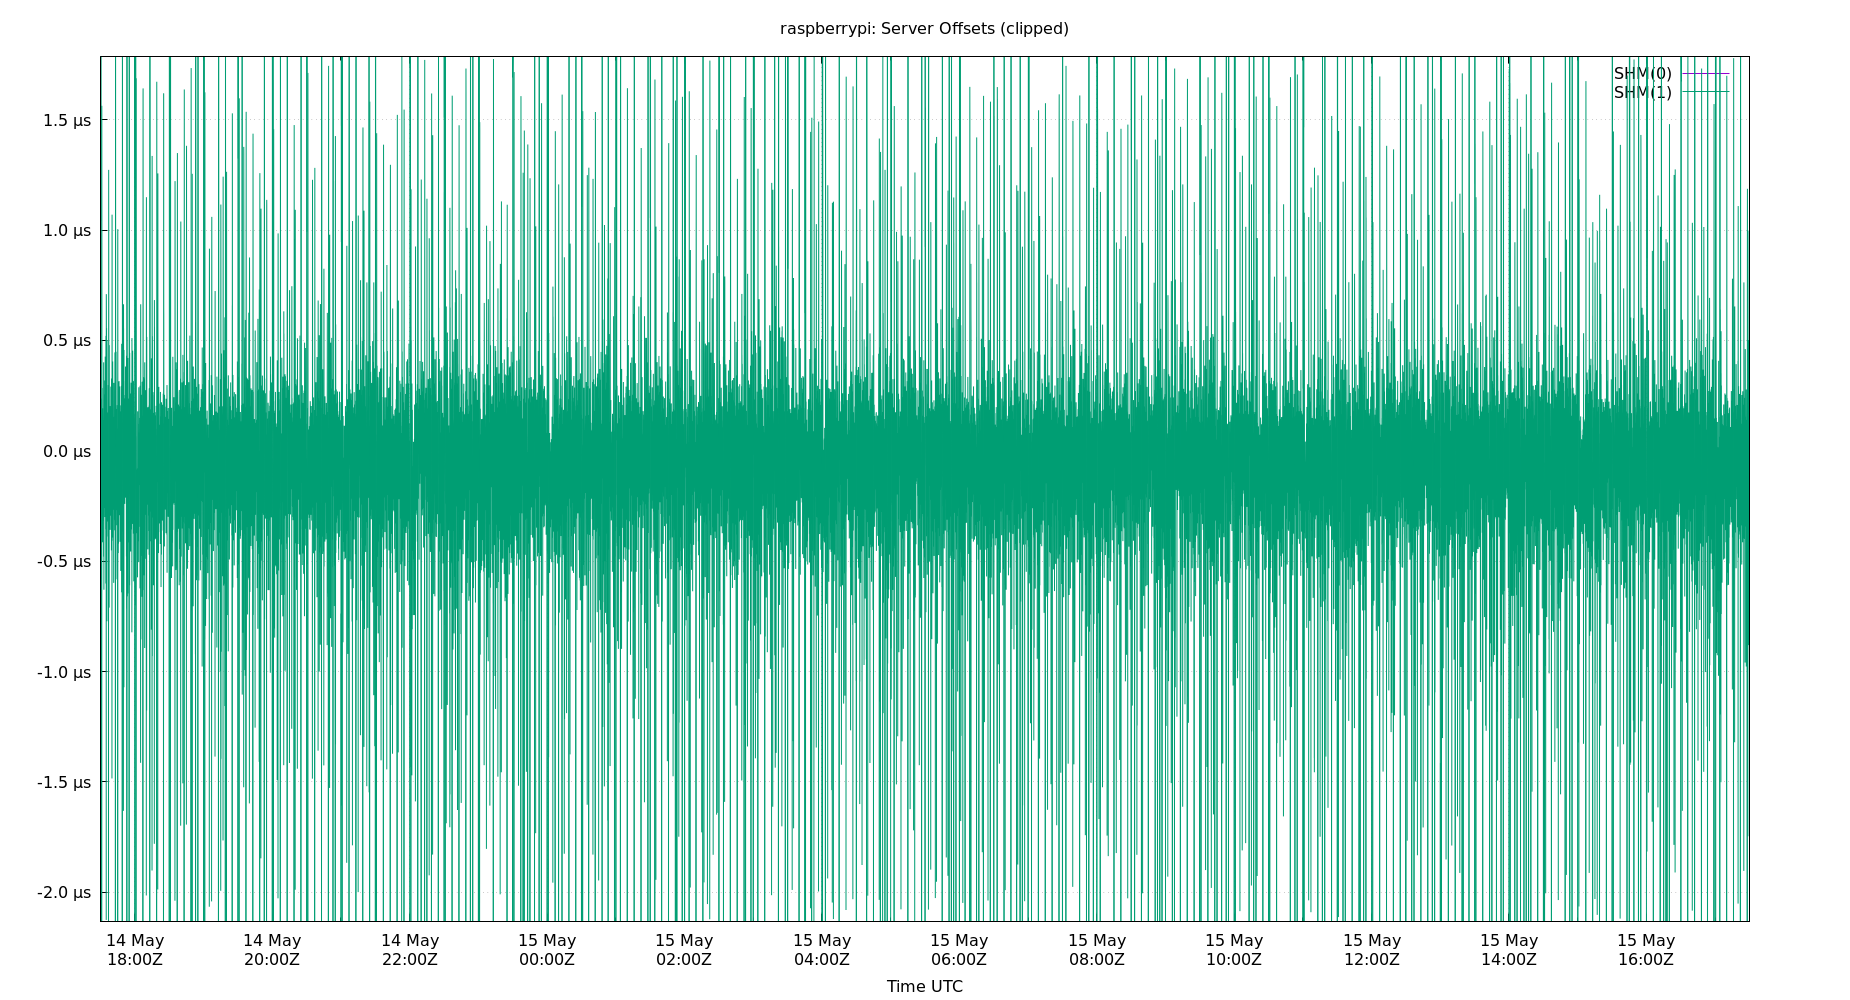 raspberrypi: Server Offsets (clipped)
SHM(0)
SHM(1)
1.5 µs
1.0 µs
0.5 µs
0.0 µs
-0.5 µs
-1.0 µs
-1.5 µs
-2.0 µs
14 May 14 May 14 May 15 May 15 May 15 May 15 May 15 May 15 May 15 May 15 May 15 May
18:00Z 20:00Z 22:00Z 00:00Z 02:00Z 04:00Z 06:00Z 08:00Z 10:00Z 12:00Z 14:00Z 16:00Z
Time UTC